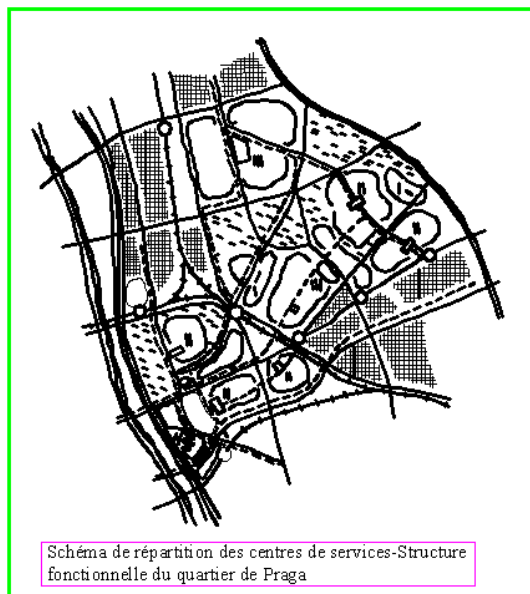 Schéma de répartition des centres de services-Structure
fonctionnelle du quartier de Praga